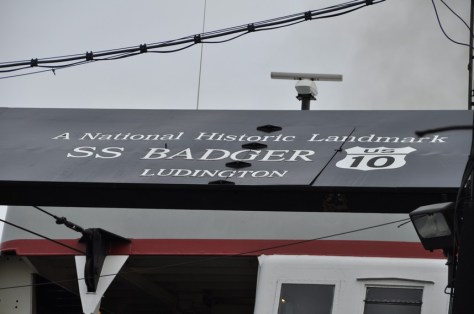 A National Historic Landmark
SS BADGER
US
10
LUDINGTON